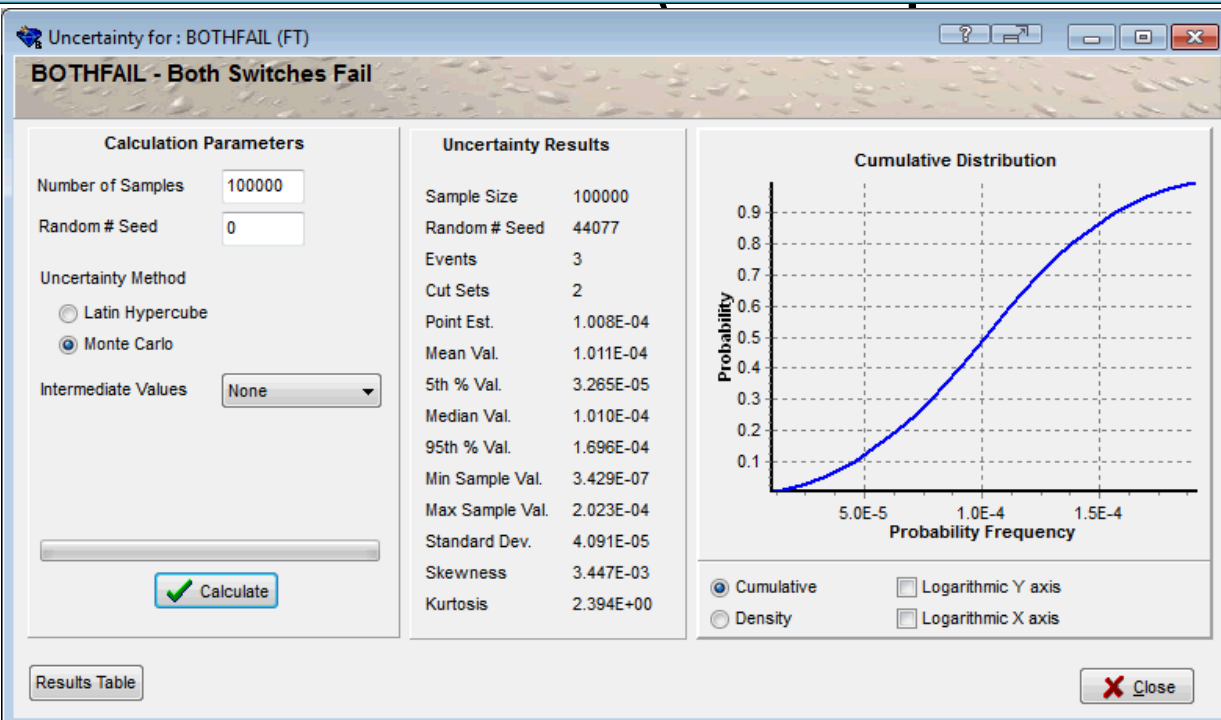 Uncertainty for : BOTHFAIL (FT)
BOTHFAIL - Both Switches Fail
Calculation Parameters
Number of Samples 100000
Random # Seed 0
Uncertainty Method
Latin Hypercube
Monte Carlo
Intermediate Values None
Calculate
Uncertainty Results
Sample Size 100000
Random # Seed 44077
Events 3
Cut Sets 2
Point Est. 1.008E-04
Mean Val. 1.011E-04
5th % Val. 3.265E-05
Median Val. 1.010E-04
95th % Val. 1.696E-04
Min Sample Val. 3.429E-07
Max Sample Val. 2.023E-04
Standard Dev. 4.091E-05
Skewness 3.447E-03
Kurtosis 2.394E+00
Cumulative Distribution
Probability
0.9
0.8
0.7
0.6
0.5
0.4
0.3
0.2
0.1
5.0E-5 1.0E-4 1.5E-4
Probability Frequency
Cumulative Logarithmic Y axis
Density Logarithmic X axis
Results Table
Close